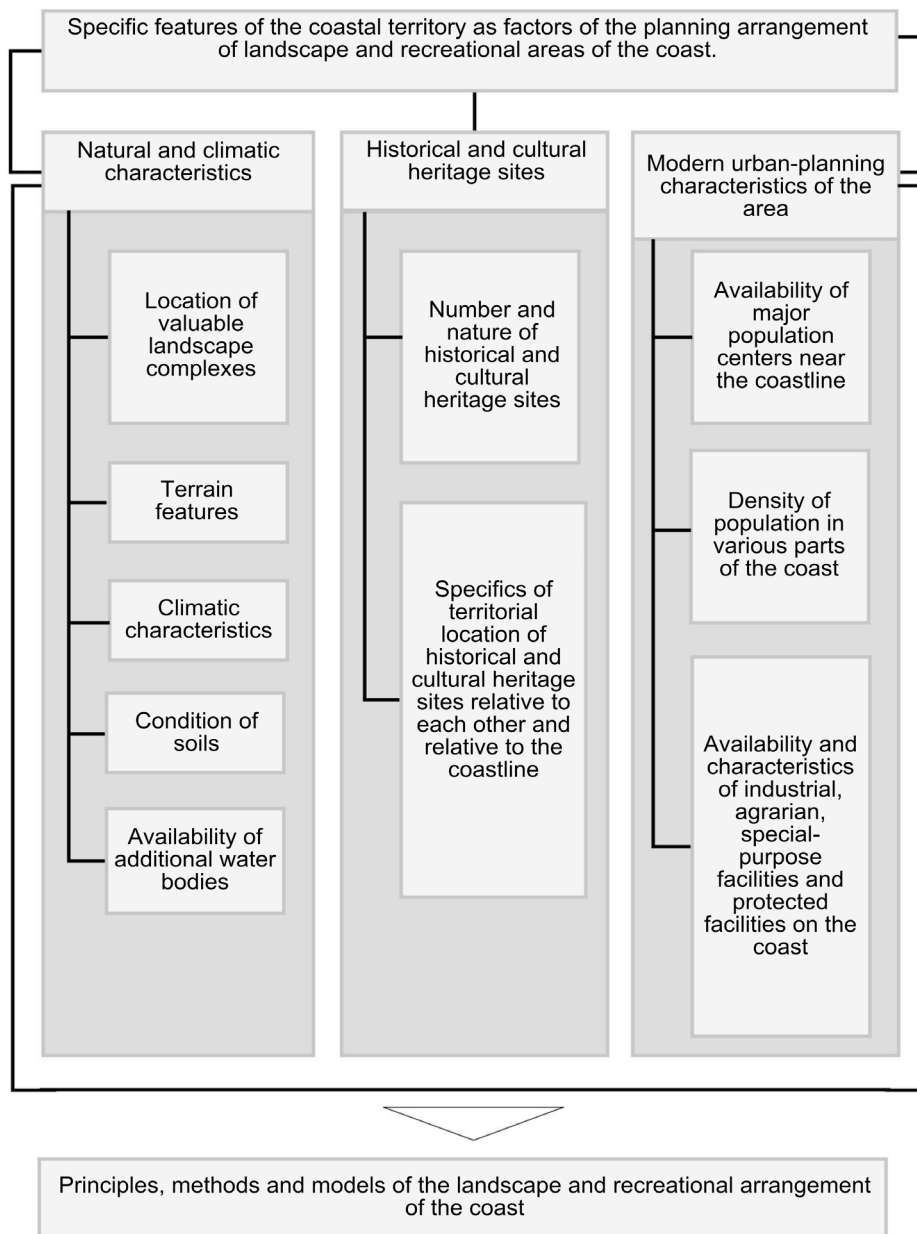 Specific features of the coastal territory as factors of the planning arrangement
of landscape and recreational areas of the coast.
Natural and climatic
characteristics
Location of
valuable
landscape
complexes
Terrain
features
Climatic
characteristics
Condition of
soils
Availability of
additional water
bodies
Historical and cultural
heritage sites
Number and
nature of
historical and
cultural
heritage sites
Specifics of
territorial
location of
historical and
cultural heritage
sites relative to
each other and
relative to the
coastline
Modern urban-planning
characteristics of the
area
Availability of
major
population
centers near
the coastline
Density of
population in
various parts
of the coast
Availability and
characteristics
of industrial,
agrarian,
special-
purpose
facilities and
protected
facilities on the
coast
Principles, methods and models of the landscape and recreational arrangement
of the coast